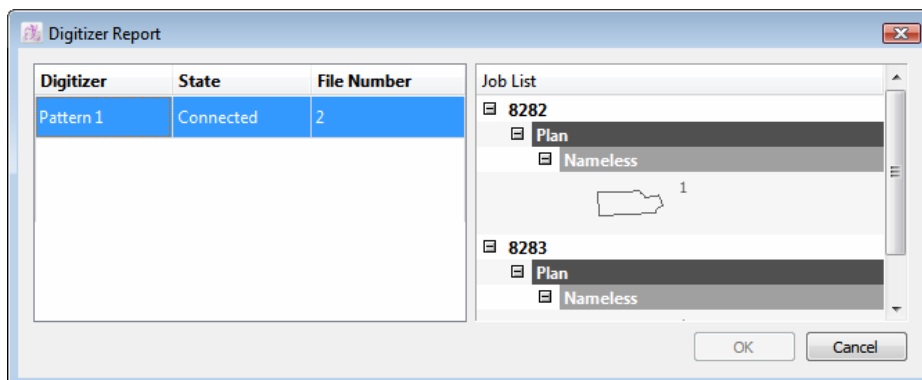 Digitizer Report
Digitizer State File Number
Pattern 1 Connected 2
Job List
8282
Plan
Nameless
1
8283
Plan
Nameless
OK Cancel